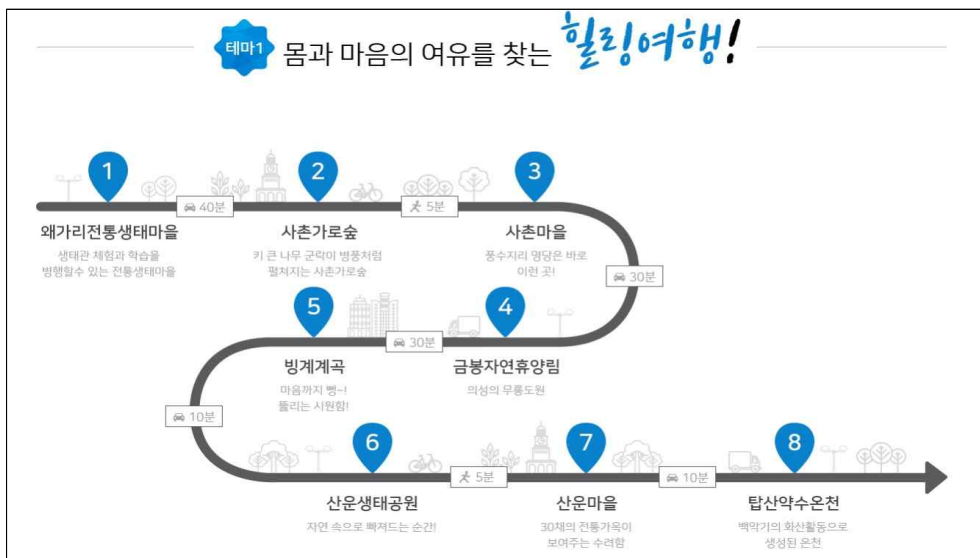 테마1
몸과 마음의 여유를 찾는 힐링여행!
1
2
3
40분
5분
왜가리전통생태마을
사촌가로숲
사촌마을
생태관 체험과 학습을
병행할수 있는 전통생태마을
키 큰 나무 군락이 병풍처럼
펼쳐지는 사촌가로숲
풍수지리 명당은 바로
이런 곳!
30분
5
4
30분
빙계계곡
금봉자연휴양림
마음까지 뻥~!
뚫리는 시원함!
의성의 무릉도원
10분
6
7
8
5분
10분
산운생태공원
산운마을
탑산약수온천
자연 속으로 빠져드는 순간!
30채의 전통가옥이
보여주는 수려함
백악기의 화산활동으로
생성된 온천